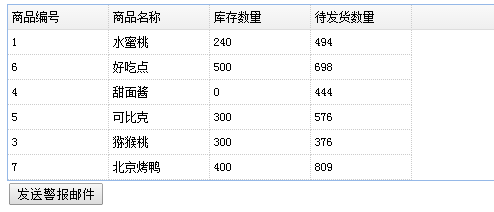 商品编号 商品名称 库存数量 待发货数量
1 水蜜桃 240 494
6 好吃点 500 698
4 甜面酱 0 444
5 可比克 300 576
3 猕猴桃 300 376
7 北京烤鸭 400 809
发送警报邮件